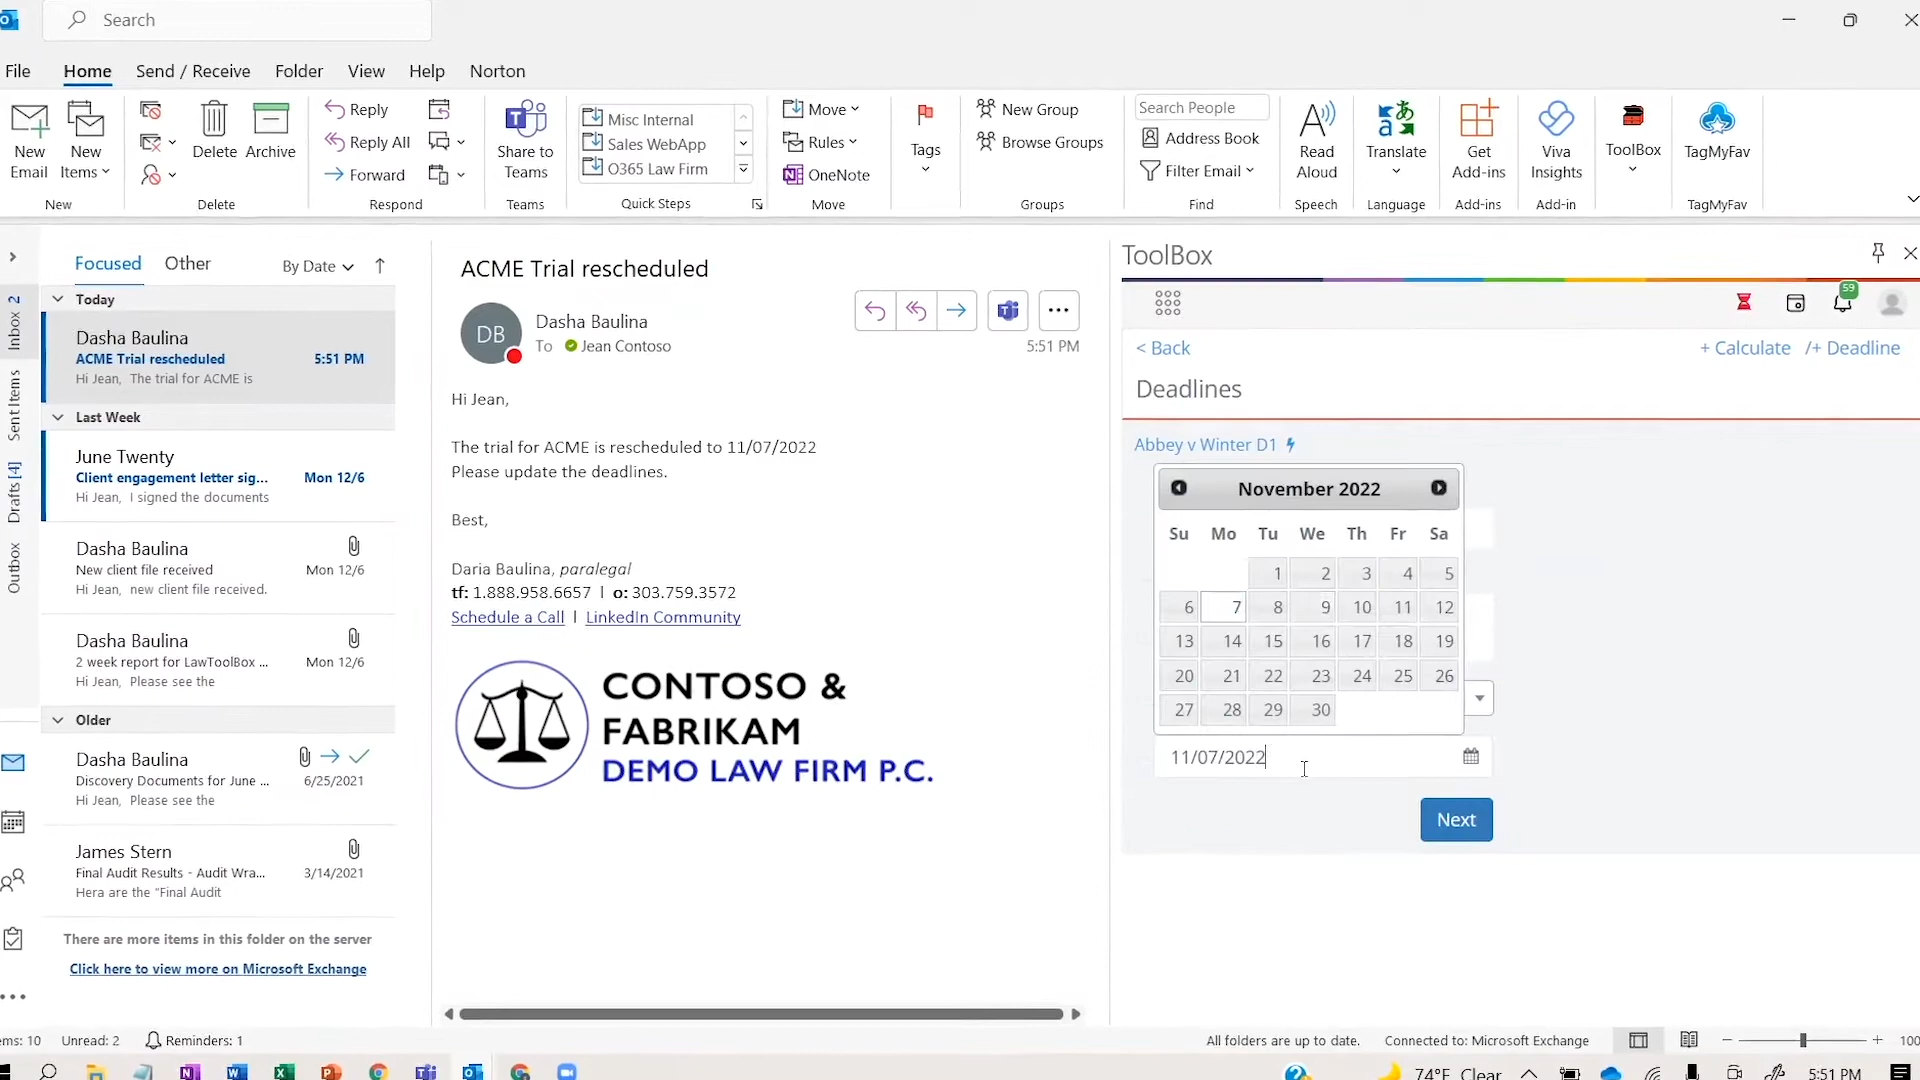 Search
File Home Send / Receive Folder View Help Norton
New Email
New Items
Delete
Archive
Reply
Reply All
Forward
Share to Teams
Misc Internal
Sales WebApp
O365 Law Firm
Move
Rules
OneNote
Tags
New Group
Browse Groups
Search People
Address Book
Filter Email
Read Aloud
Translate
Get Add-ins
Viva Insights
ToolBox
TagMyFav
New Delete Respond Teams Quick Steps Move Groups Find Speech Language Add-ins Add-in TagMyFav
Inbox 2
Sent Items
Drafts [4]
Outbox
Focused Other By Date
Today
Dasha Baulina
ACME Trial rescheduled 5:51 PM
Hi Jean, The trial for ACME is
Last Week
June Twenty
Client engagement letter sig... Mon 12/6
Hi Jean, I signed the documents
Dasha Baulina
New client file received Mon 12/6
Hi Jean, new client file received.
Dasha Baulina
2 week report for LawToolBox ... Mon 12/6
Hi Jean, Please see the
Older
Dasha Baulina
Discovery Documents for June ... 6/25/2021
Hi Jean, Please see the
James Stern
Final Audit Results - Audit Wra... 3/14/2021
Hera are the "Final Audit
There are more items in this folder on the server
Click here to view more on Microsoft Exchange
ACME Trial rescheduled
DB
Dasha Baulina
To Jean Contoso
5:51 PM
Hi Jean,
The trial for ACME is rescheduled to 11/07/2022
Please update the deadlines.
Best,
Daria Baulina, paralegal
tf: 1.888.958.6657 | o: 303.759.3572
Schedule a Call | LinkedIn Community
CONTOSO &
FABRIKAM
DEMO LAW FIRM P.C.
ToolBox
59
< Back + Calculate /+ Deadline
Deadlines
Abbey v Winter D1
November 2022
Su Mo Tu We Th Fr Sa
1 2 3 4 5
6 7 8 9 10 11 12
13 14 15 16 17 18 19
20 21 22 23 24 25 26
27 28 29 30
11/07/2022
Next
ms: 10 Unread: 2 Reminders: 1 All folders are up to date. Connected to: Microsoft Exchange 100
74°F Clear 5:51 PM